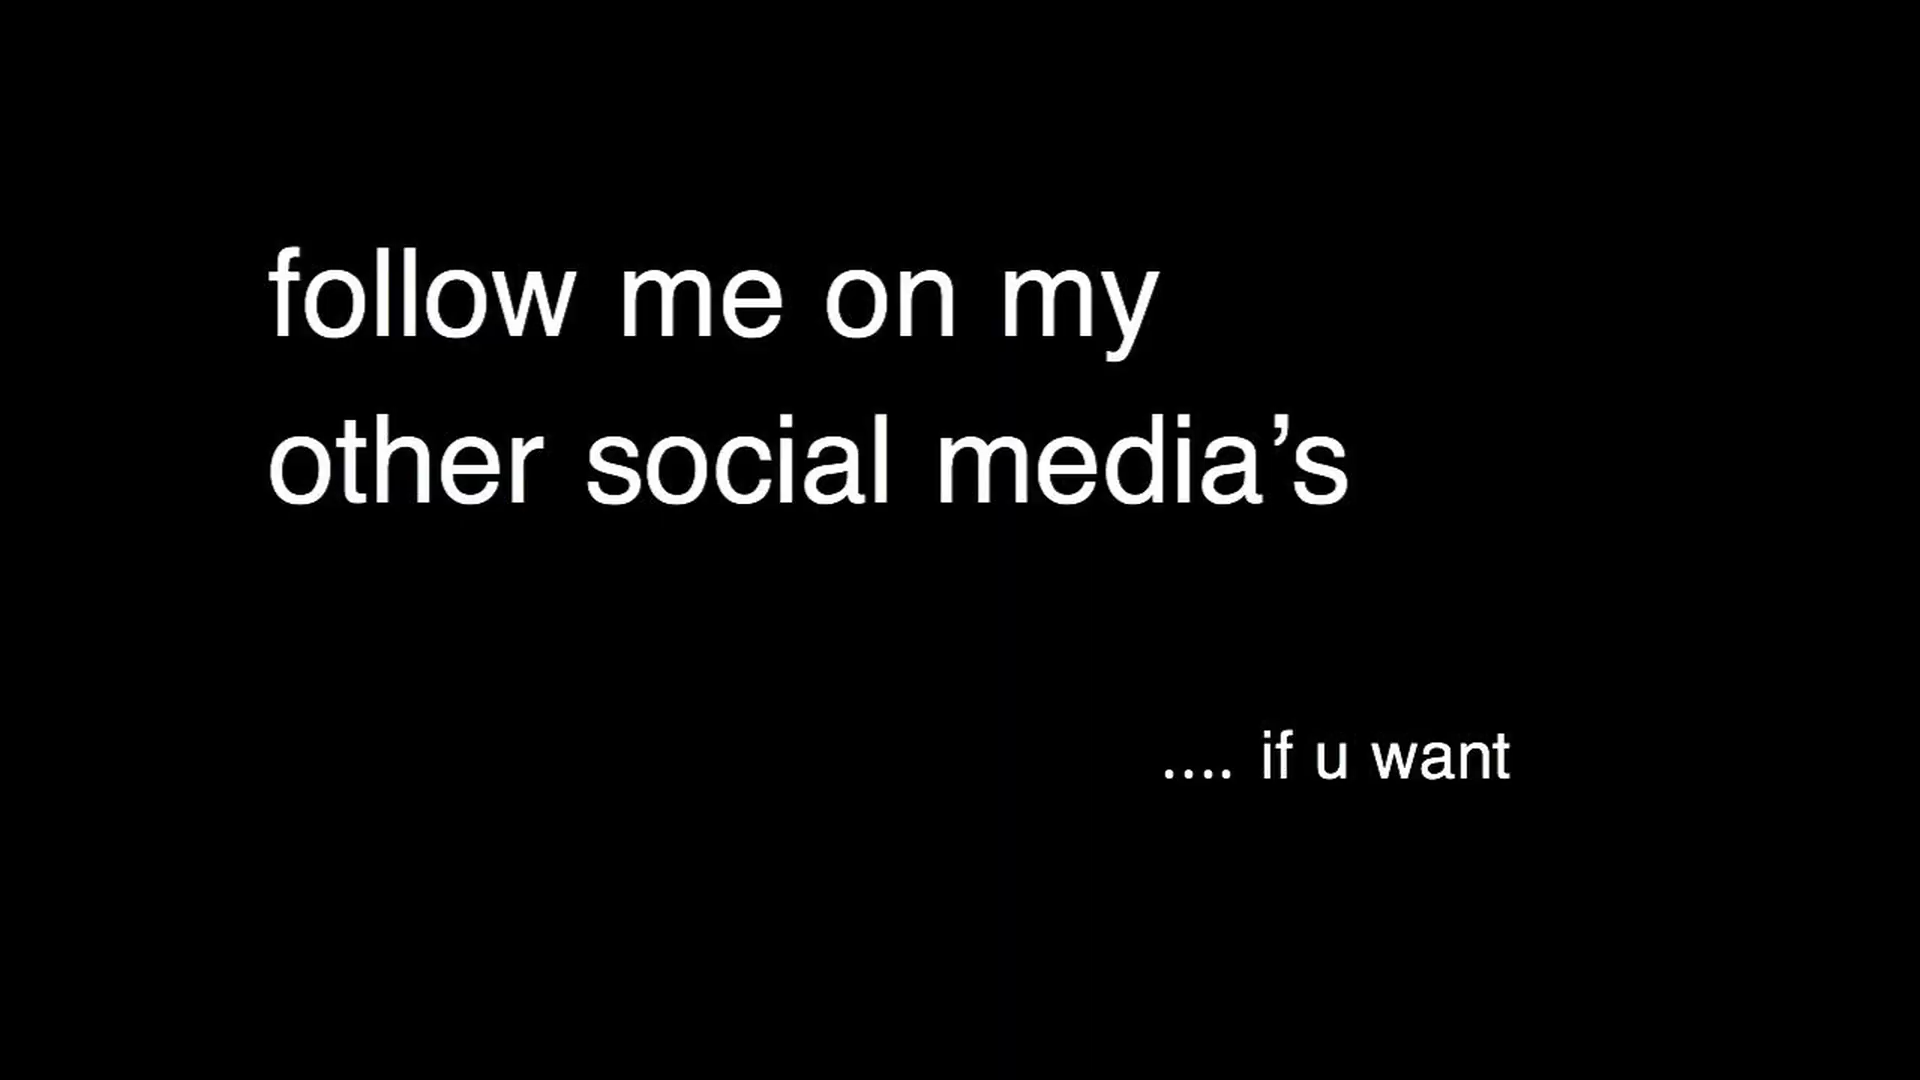 follow me on my
other social media’s
.... if u want